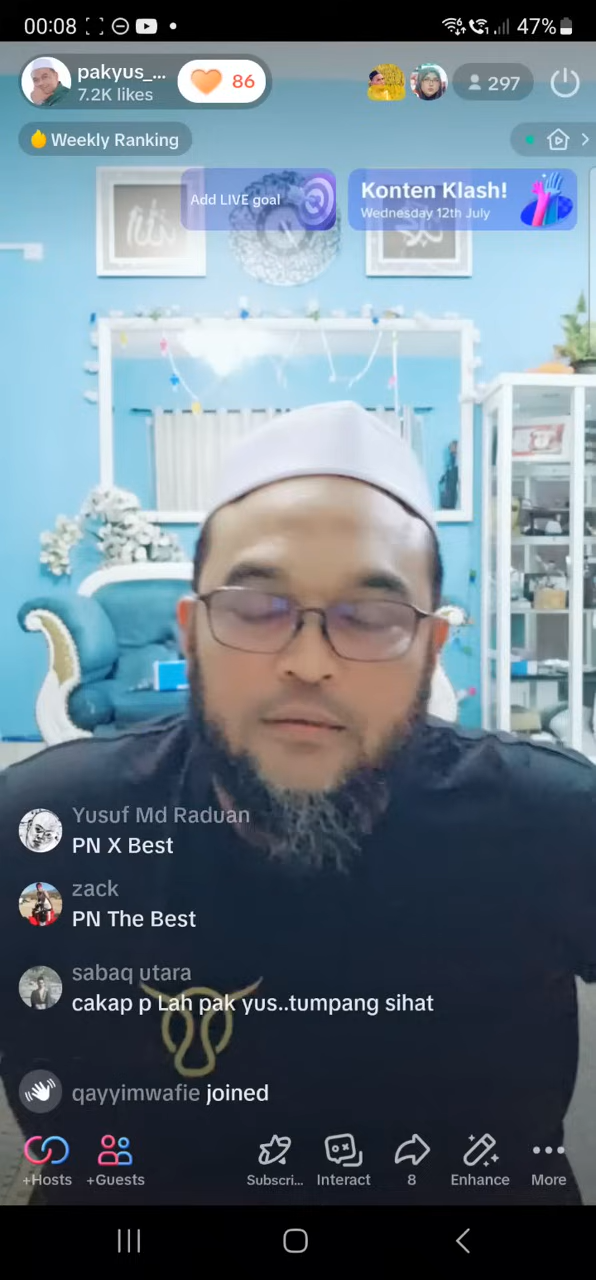 00:08
47%
pakyus_...
7.2K likes
86
297
Weekly Ranking
Add LIVE goal
Konten Klash!
Wednesday 12th July
Yusuf Md Raduan
PN X Best
zack
PN The Best
sabaq utara
cakap p Lah pak yus..tumpang sihat
qayyimwafie joined
+Hosts
+Guests
Subscri...
Interact
8
Enhance
More